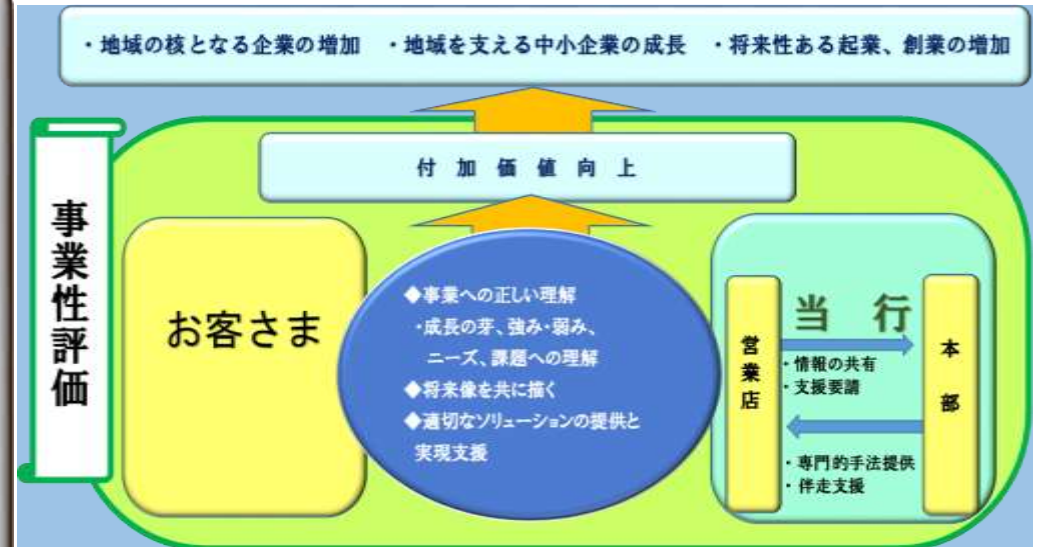 ・地域の核となる企業の増加　・地域を支える中小企業の成長　・将来性ある起業、創業の増加
付加価値向上
事業性評価
お客さま
◆事業への正しい理解
・成長の芽、強み・弱み、
ニーズ、課題への理解
◆将来像を共に描く
◆適切なソリューションの提供と
実現支援
当行
営業店
・情報の共有
・支援要請
・専門的手法提供
・伴走支援
本部